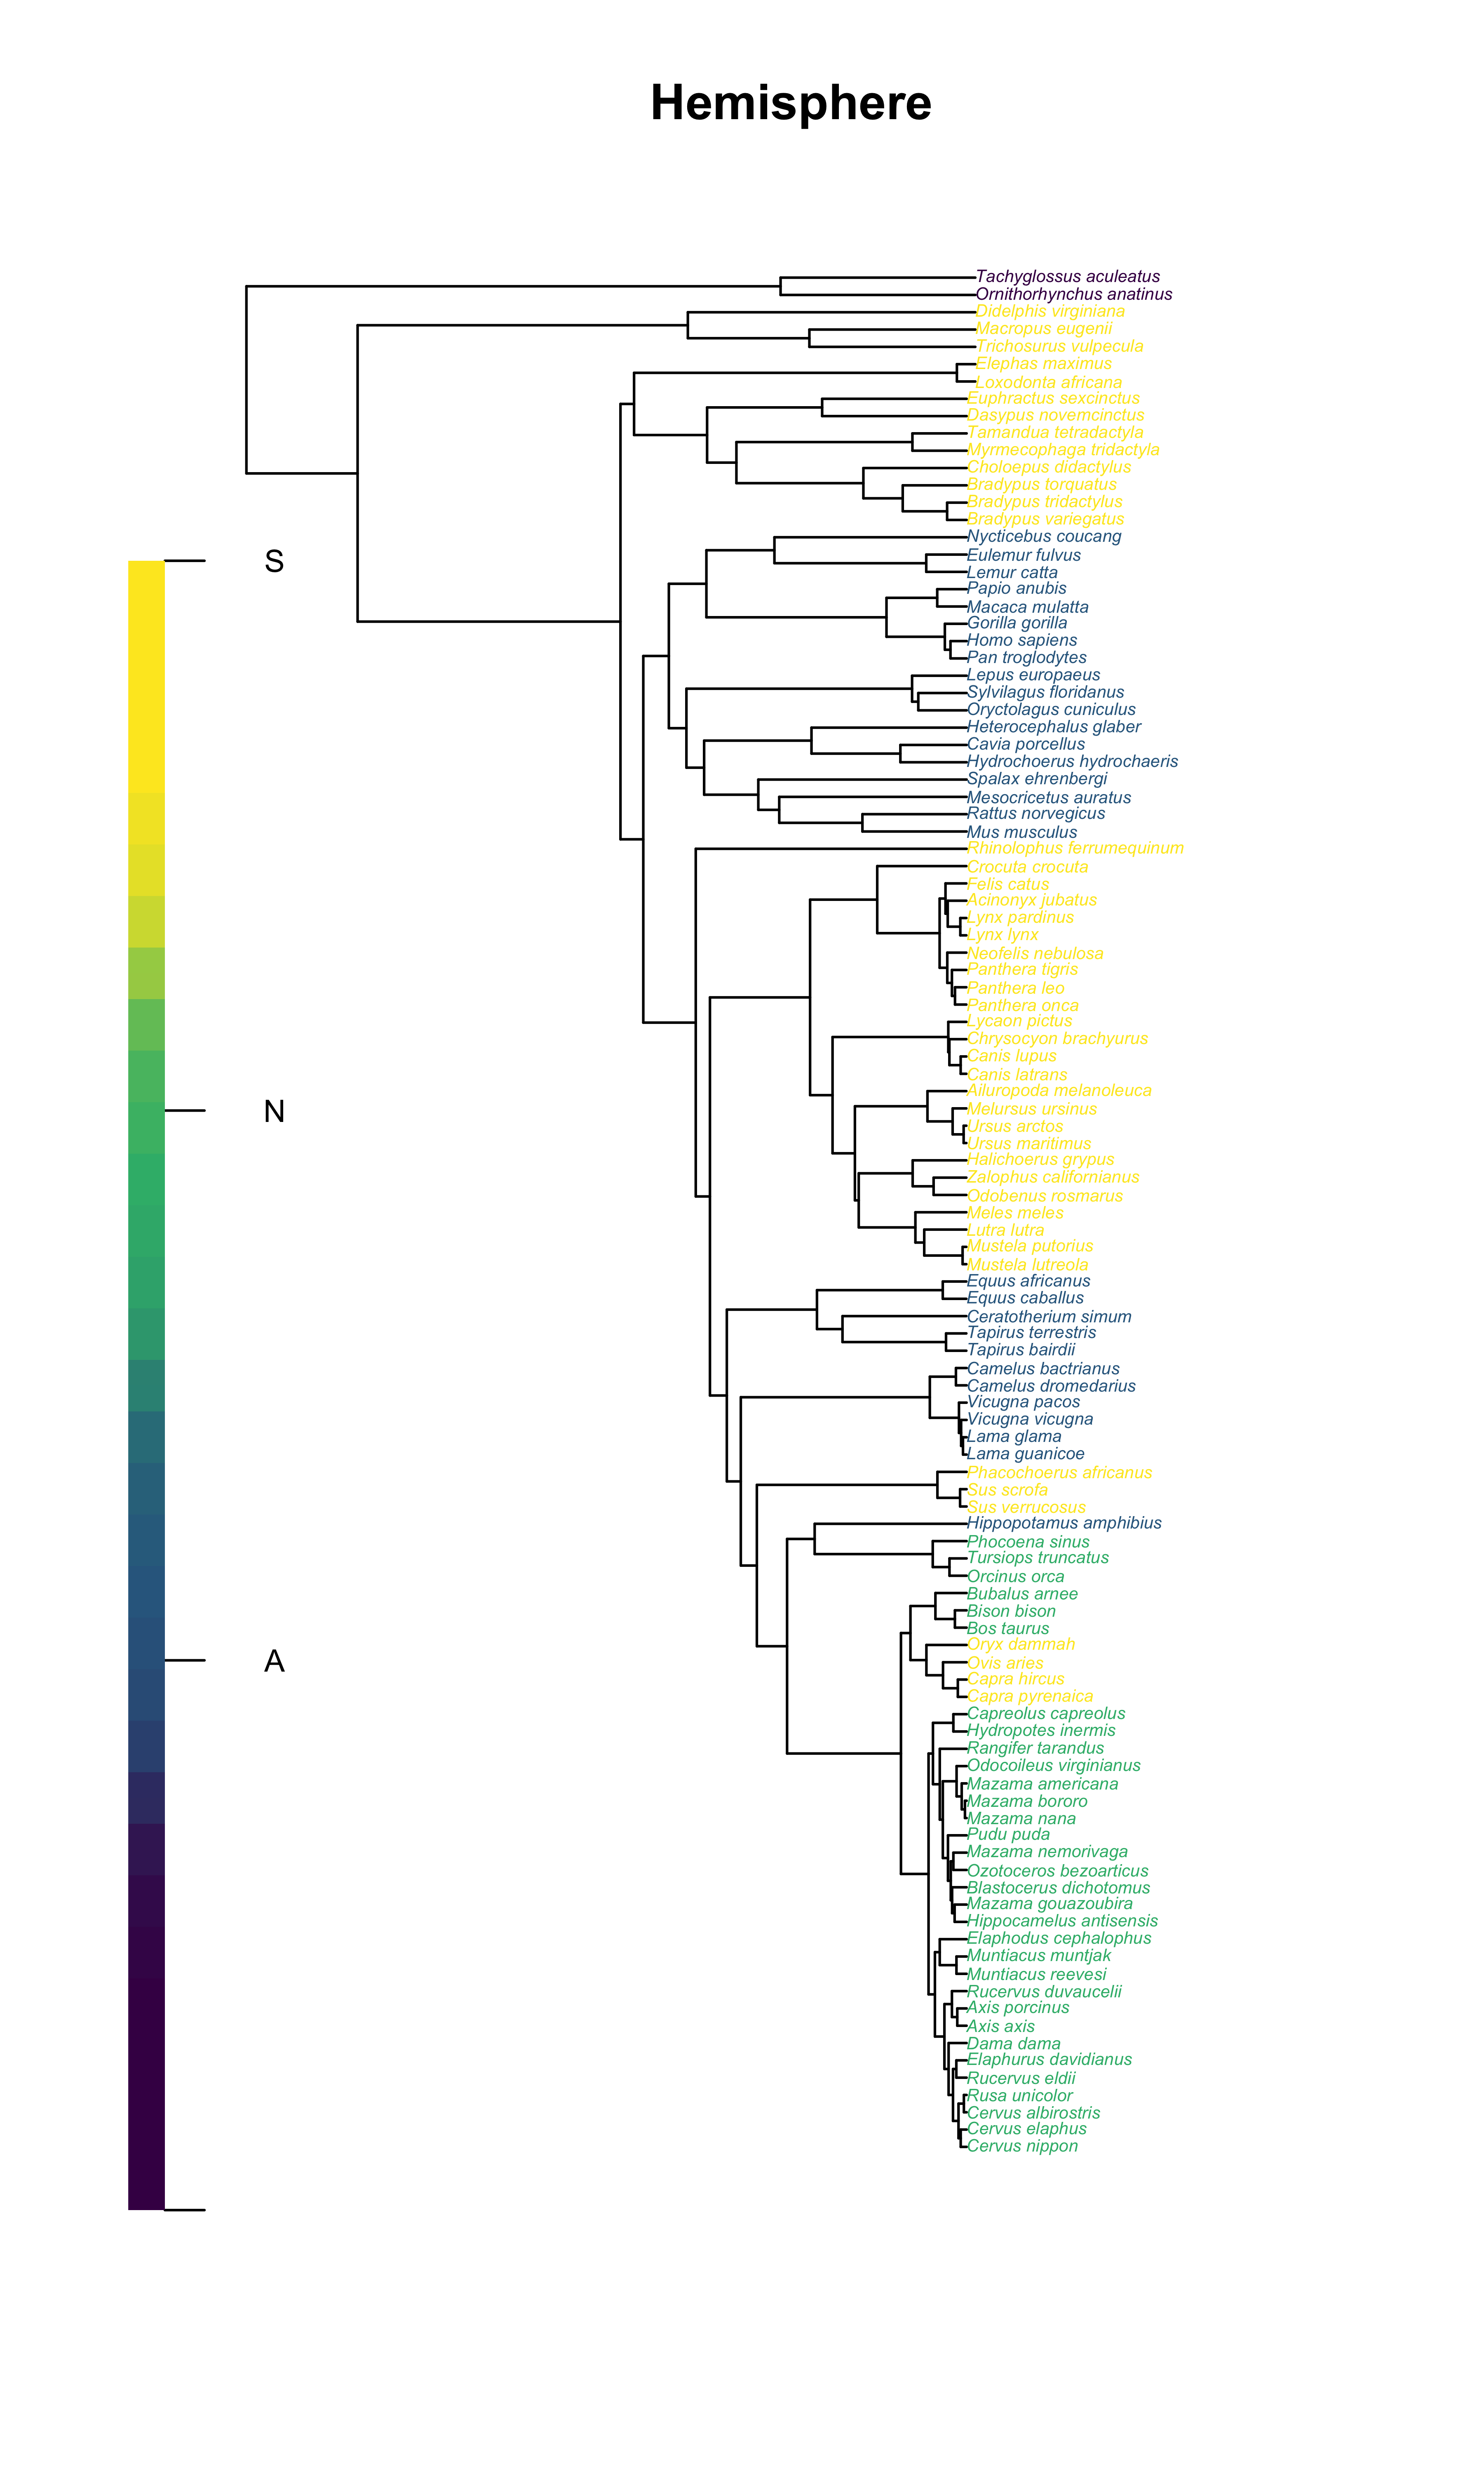 Hemisphere
Tachyglossus aculeatus
Ornithorhynchus anatinus
Didelphis virginiana
Macropus eugenii
Trichosurus vulpecula
Elephas maximus
Loxodonta africana
Euphractus sexcinctus
Dasypus novemcinctus
Tamandua tetradactyla
Myrmecophaga tridactyla
Choloepus didactylus
Bradypus torquatus
Bradypus tridactylus
Bradypus variegatus
Nycticebus coucang
Eulemur fulvus
S
Lemur catta
Papio anubis
Macaca mulatta
Gorilla gorilla
Homo sapiens
Pan troglodytes
Lepus europaeus
Sylvilagus floridanus
Oryctolagus cuniculus
Heterocephalus glaber
Cavia porcellus
Hydrochoerus hydrochaeris
Spalax ehrenbergi
Mesocricetus auratus
Rattus norvegicus
Mus musculus
Rhinolophus ferrumequinum
Crocuta crocuta
Felis catus
Acinonyx jubatus
Lynx pardinus
Lynx lynx
Neofelis nebulosa
Panthera tigris
Panthera leo
Panthera onca
Lycaon pictus
Chrysocyon brachyurus
Canis lupus
Canis latrans
Ailuropoda melanoleuca
Melursus ursinus
N
Ursus arctos
Ursus maritimus
Halichoerus grypus
Zalophus californianus
Odobenus rosmarus
Meles meles
Lutra lutra
Mustela putorius
Mustela lutreola
Equus africanus
Equus caballus
Ceratotherium simum
Tapirus terrestris
Tapirus bairdii
Camelus bactrianus
Camelus dromedarius
Vicugna pacos
Vicugna vicugna
Lama glama
Lama guanicoe
Phacochoerus africanus
Sus scrofa
Sus verrucosus
Hippopotamus amphibius
Phocoena sinus
Tursiops truncatus
Orcinus orca
Bubalus arnee
Bison bison
Bos taurus
Oryx dammah
Ovis aries
A
Capra hircus
Capra pyrenaica
Capreolus capreolus
Hydropotes inermis
Rangifer tarandus
Odocoileus virginianus
Mazama americana
Mazama bororo
Mazama nana
Pudu puda
Mazama nemorivaga
Ozotoceros bezoarticus
Blastocerus dichotomus
Mazama gouazoubira
Hippocamelus antisensis
Elaphodus cephalophus
Muntiacus muntjak
Muntiacus reevesi
Rucervus duvaucelii
Axis porcinus
Axis axis
Dama dama
Elaphurus davidianus
Rucervus eldii
Rusa unicolor
Cervus albirostris
Cervus elaphus
Cervus nippon